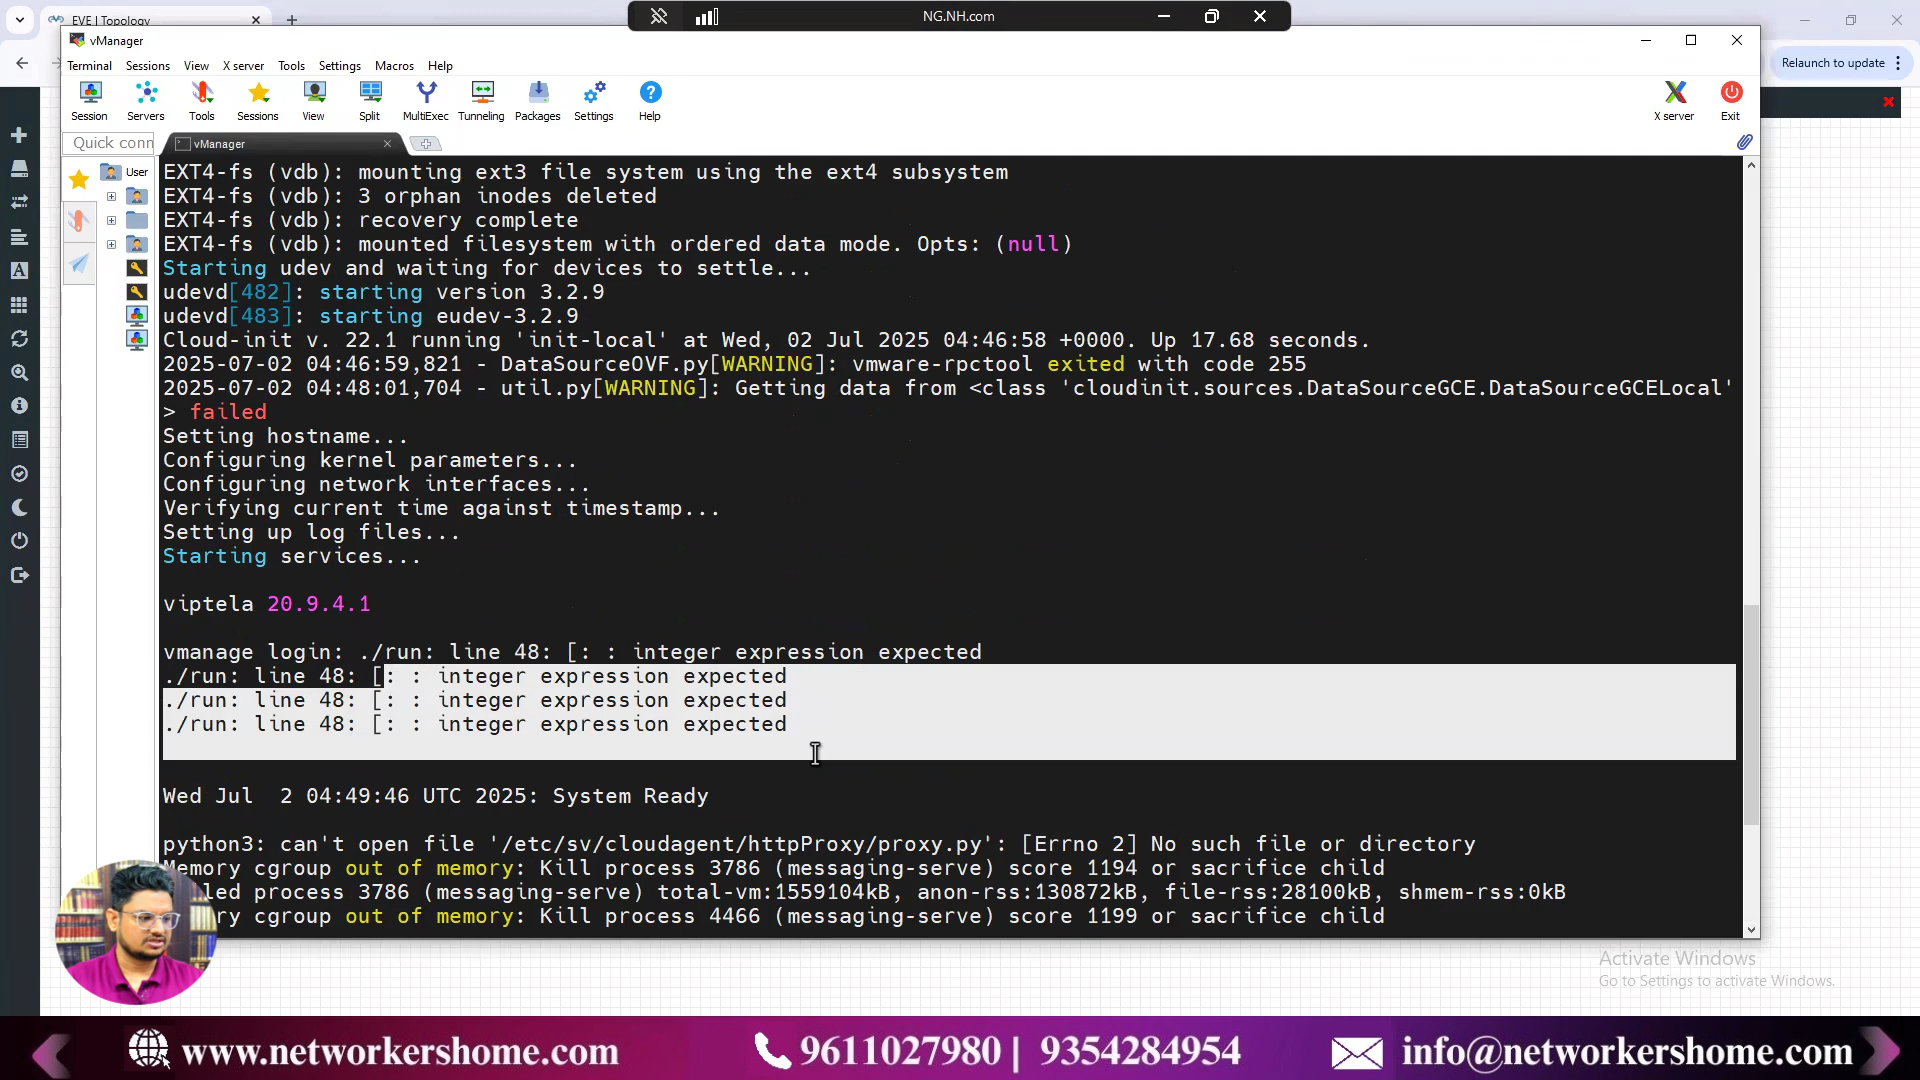 EVE | Topology
NG.NH.com
vManager
Relaunch to update
Terminal Sessions View X server Tools Settings Macros Help
Session Servers Tools Sessions View Split MultiExec Tunneling Packages Settings Help X server Exit
Quick conn
vManager
User
EXT4-fs (vdb): mounting ext3 file system using the ext4 subsystem
EXT4-fs (vdb): 3 orphan inodes deleted
EXT4-fs (vdb): recovery complete
EXT4-fs (vdb): mounted filesystem with ordered data mode. Opts: (null)
Starting udev and waiting for devices to settle...
udevd[482]: starting version 3.2.9
udevd[483]: starting eudev-3.2.9
Cloud-init v. 22.1 running 'init-local' at Wed, 02 Jul 2025 04:46:58 +0000. Up 17.68 seconds.
2025-07-02 04:46:59,821 - DataSourceOVF.py[WARNING]: vmware-rpctool exited with code 255
2025-07-02 04:48:01,704 - util.py[WARNING]: Getting data from <class 'cloudinit.sources.DataSourceGCE.DataSourceGCELocal'
> failed
Setting hostname...
Configuring kernel parameters...
Configuring network interfaces...
Verifying current time against timestamp...
Setting up log files...
Starting services...
viptela 20.9.4.1
vmanage login: ./run: line 48: [: : integer expression expected
./run: line 48: [: : integer expression expected
./run: line 48: [: : integer expression expected
./run: line 48: [: : integer expression expected
Wed Jul  2 04:49:46 UTC 2025: System Ready
python3: can't open file '/etc/sv/cloudagent/httpProxy/proxy.py': [Errno 2] No such file or directory
Memory cgroup out of memory: Kill process 3786 (messaging-serve) score 1194 or sacrifice child
led process 3786 (messaging-serve) total-vm:1559104kB, anon-rss:130872kB, file-rss:28100kB, shmem-rss:0kB
ry cgroup out of memory: Kill process 4466 (messaging-serve) score 1199 or sacrifice child
Activate Windows
Go to Settings to activate Windows.
www.networkershome.com 9611027980 | 9354284954 info@networkershome.com